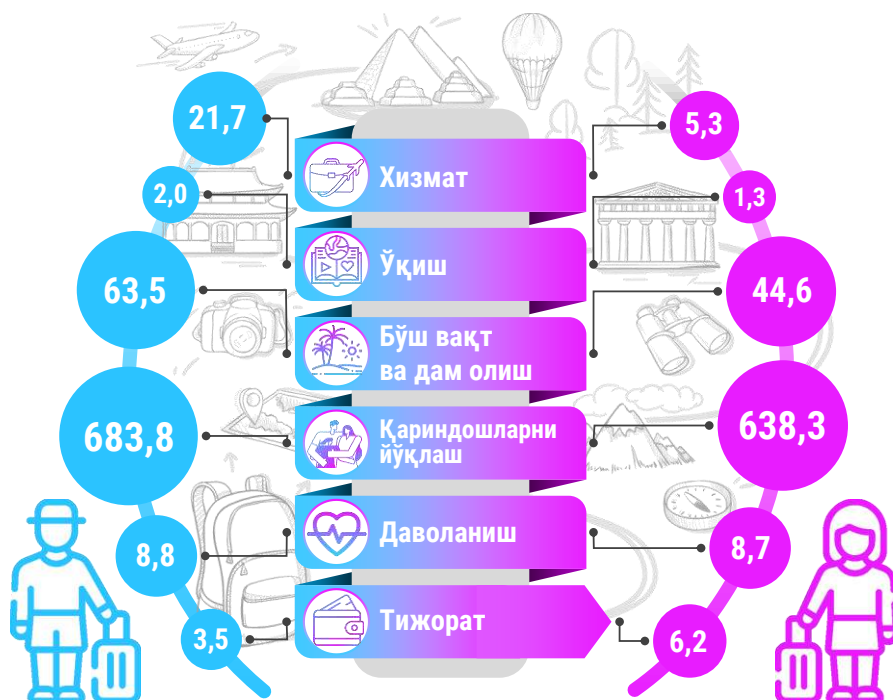 21,7
Хизмат
5,3
2,0
Ўқиш
1,3
63,5
Бўш вақт
ва дам олиш
44,6
683,8
Қариндошларни
йўқлаш
638,3
8,8
Даволаниш
8,7
3,5
Тижорат
6,2